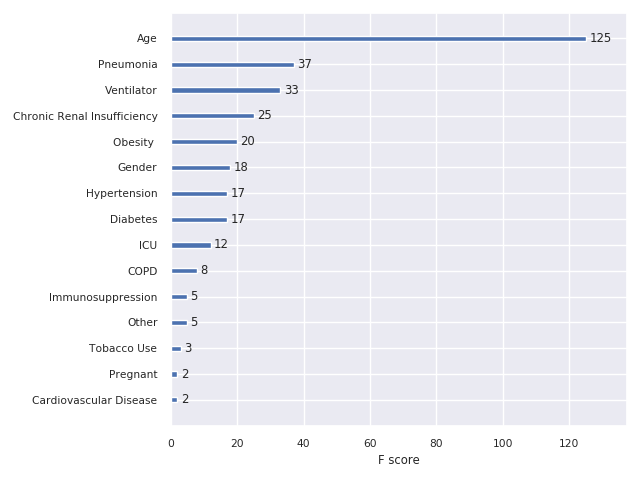 Age 125
Pneumonia 37
Ventilator 33
Chronic Renal Insufficiency 25
Obesity 20
Gender 18
Hypertension 17
Diabetes 17
ICU 12
COPD 8
Immunosuppression 5
Other 5
Tobacco Use 3
Pregnant 2
Cardiovascular Disease 2
0 20 40 60 80 100 120
F score